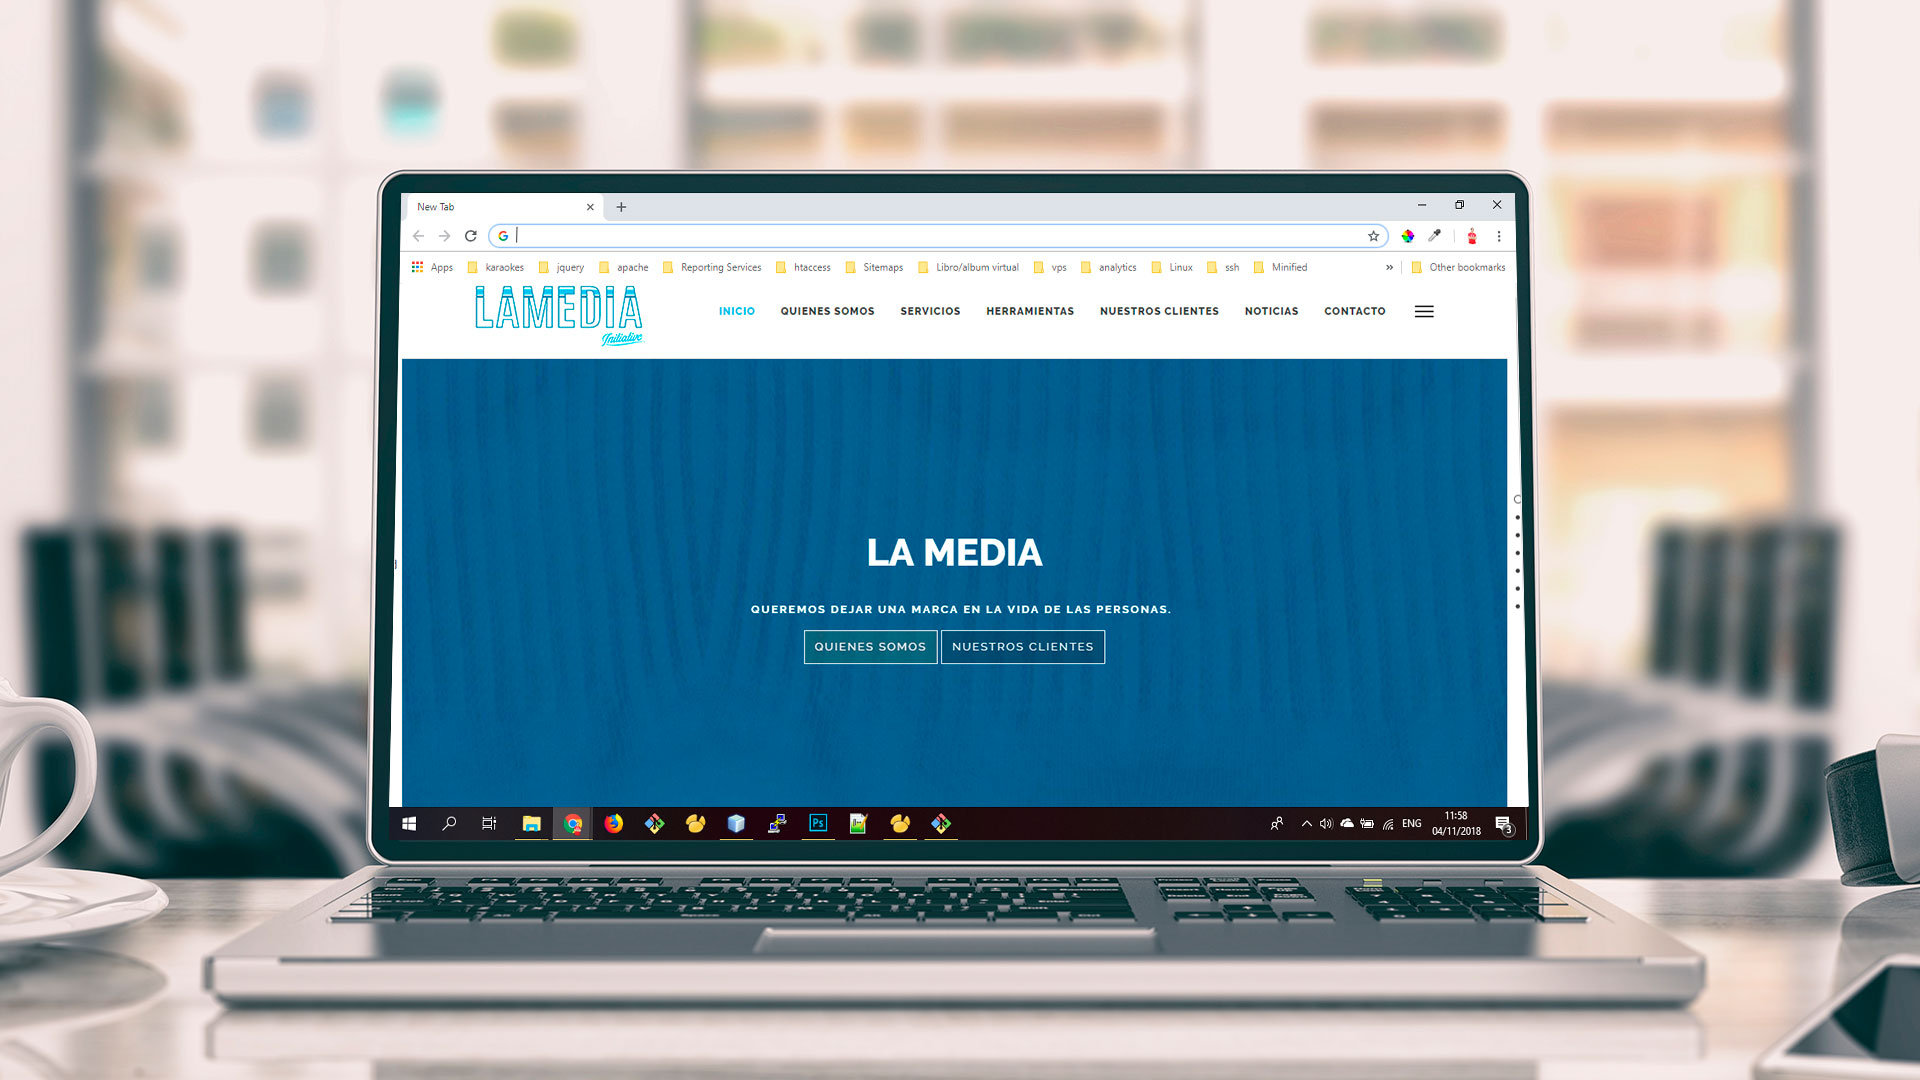 New Tab
Apps karaokes jquery apache Reporting Services htaccess Sitemaps Libro/album virtual vps analytics Linux ssh Minified » Other bookmarks
LAMEDIA
Initiative
INICIO QUIENES SOMOS SERVICIOS HERRAMIENTAS NUESTROS CLIENTES NOTICIAS CONTACTO
LA MEDIA
QUEREMOS DEJAR UNA MARCA EN LA VIDA DE LAS PERSONAS.
QUIENES SOMOS NUESTROS CLIENTES
Ps
ENG
11:58
04/11/2018
3